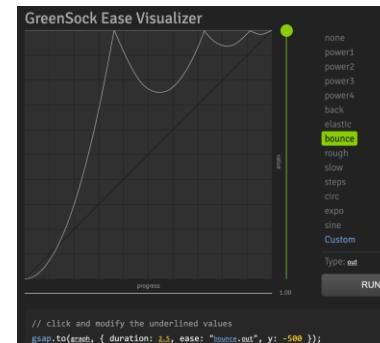 GreenSock Ease Visualizer
none
power1
power2
power3
power4
back
elastic
bounce
rough
slow
steps
circ
expo
sine
Custom
Type: out
RUN
progress
1.00
// click and modify the underlined values
gsap.to(graph, { duration: 2.5, ease: "bounce.out", y: -500 });